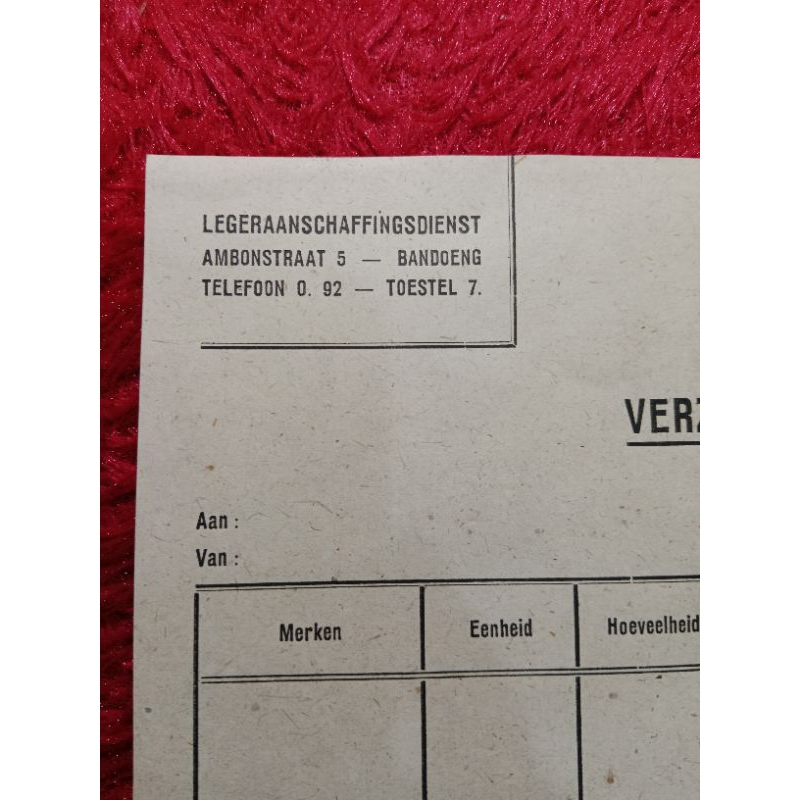 LEGERAANSCHAFFINGSDIENST
AMBONSTRAAT 5 — BANDOENG
TELEFOON O. 92 — TOESTEL 7.
Aan :
Van :
Merken Eenheid Hoeveelheid